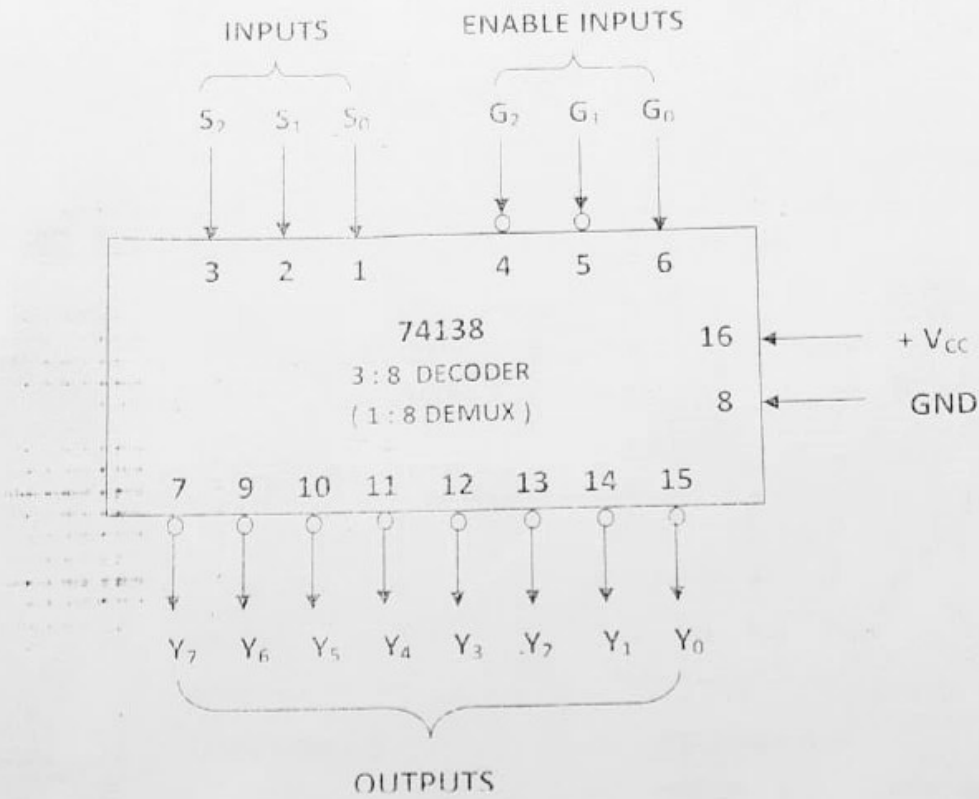 INPUTS ENABLE INPUTS
S₂ S₁ S₀ G₂ G₁ G₀
3 2 1 4 5 6
74138 16 + V_CC
3 : 8 DECODER
( 1 : 8 DEMUX ) 8 GND
7 9 10 11 12 13 14 15
Y₇ Y₆ Y₅ Y₄ Y₃ Y₂ Y₁ Y₀
OUTPUTS